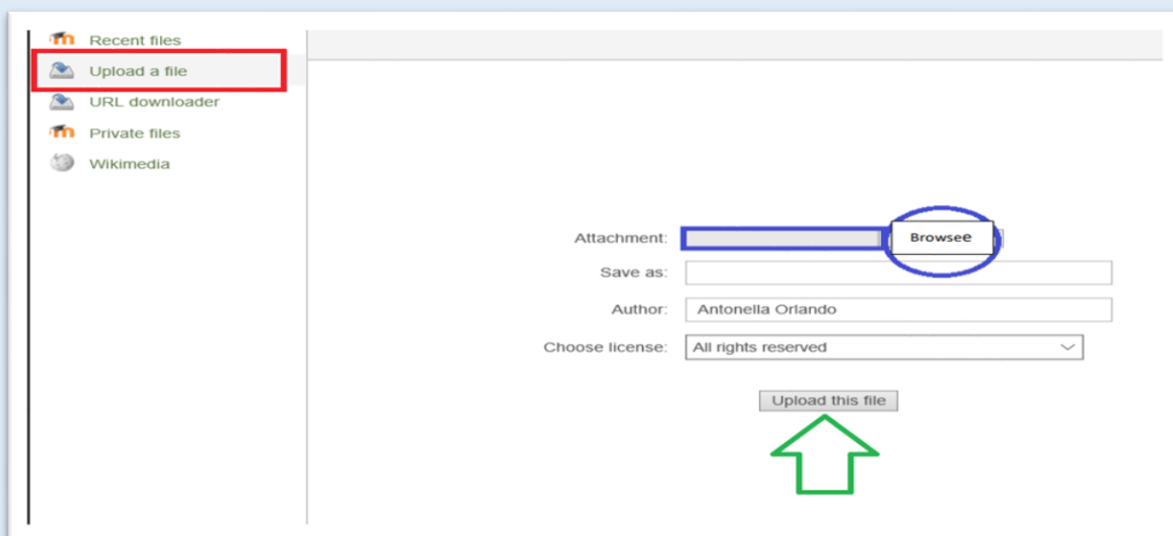 Recent files
Upload a file
URL downloader
Private files
Wikimedia
Attachment: Browsee
Save as:
Author: Antonella Orlando
Choose license: All rights reserved
Upload this file